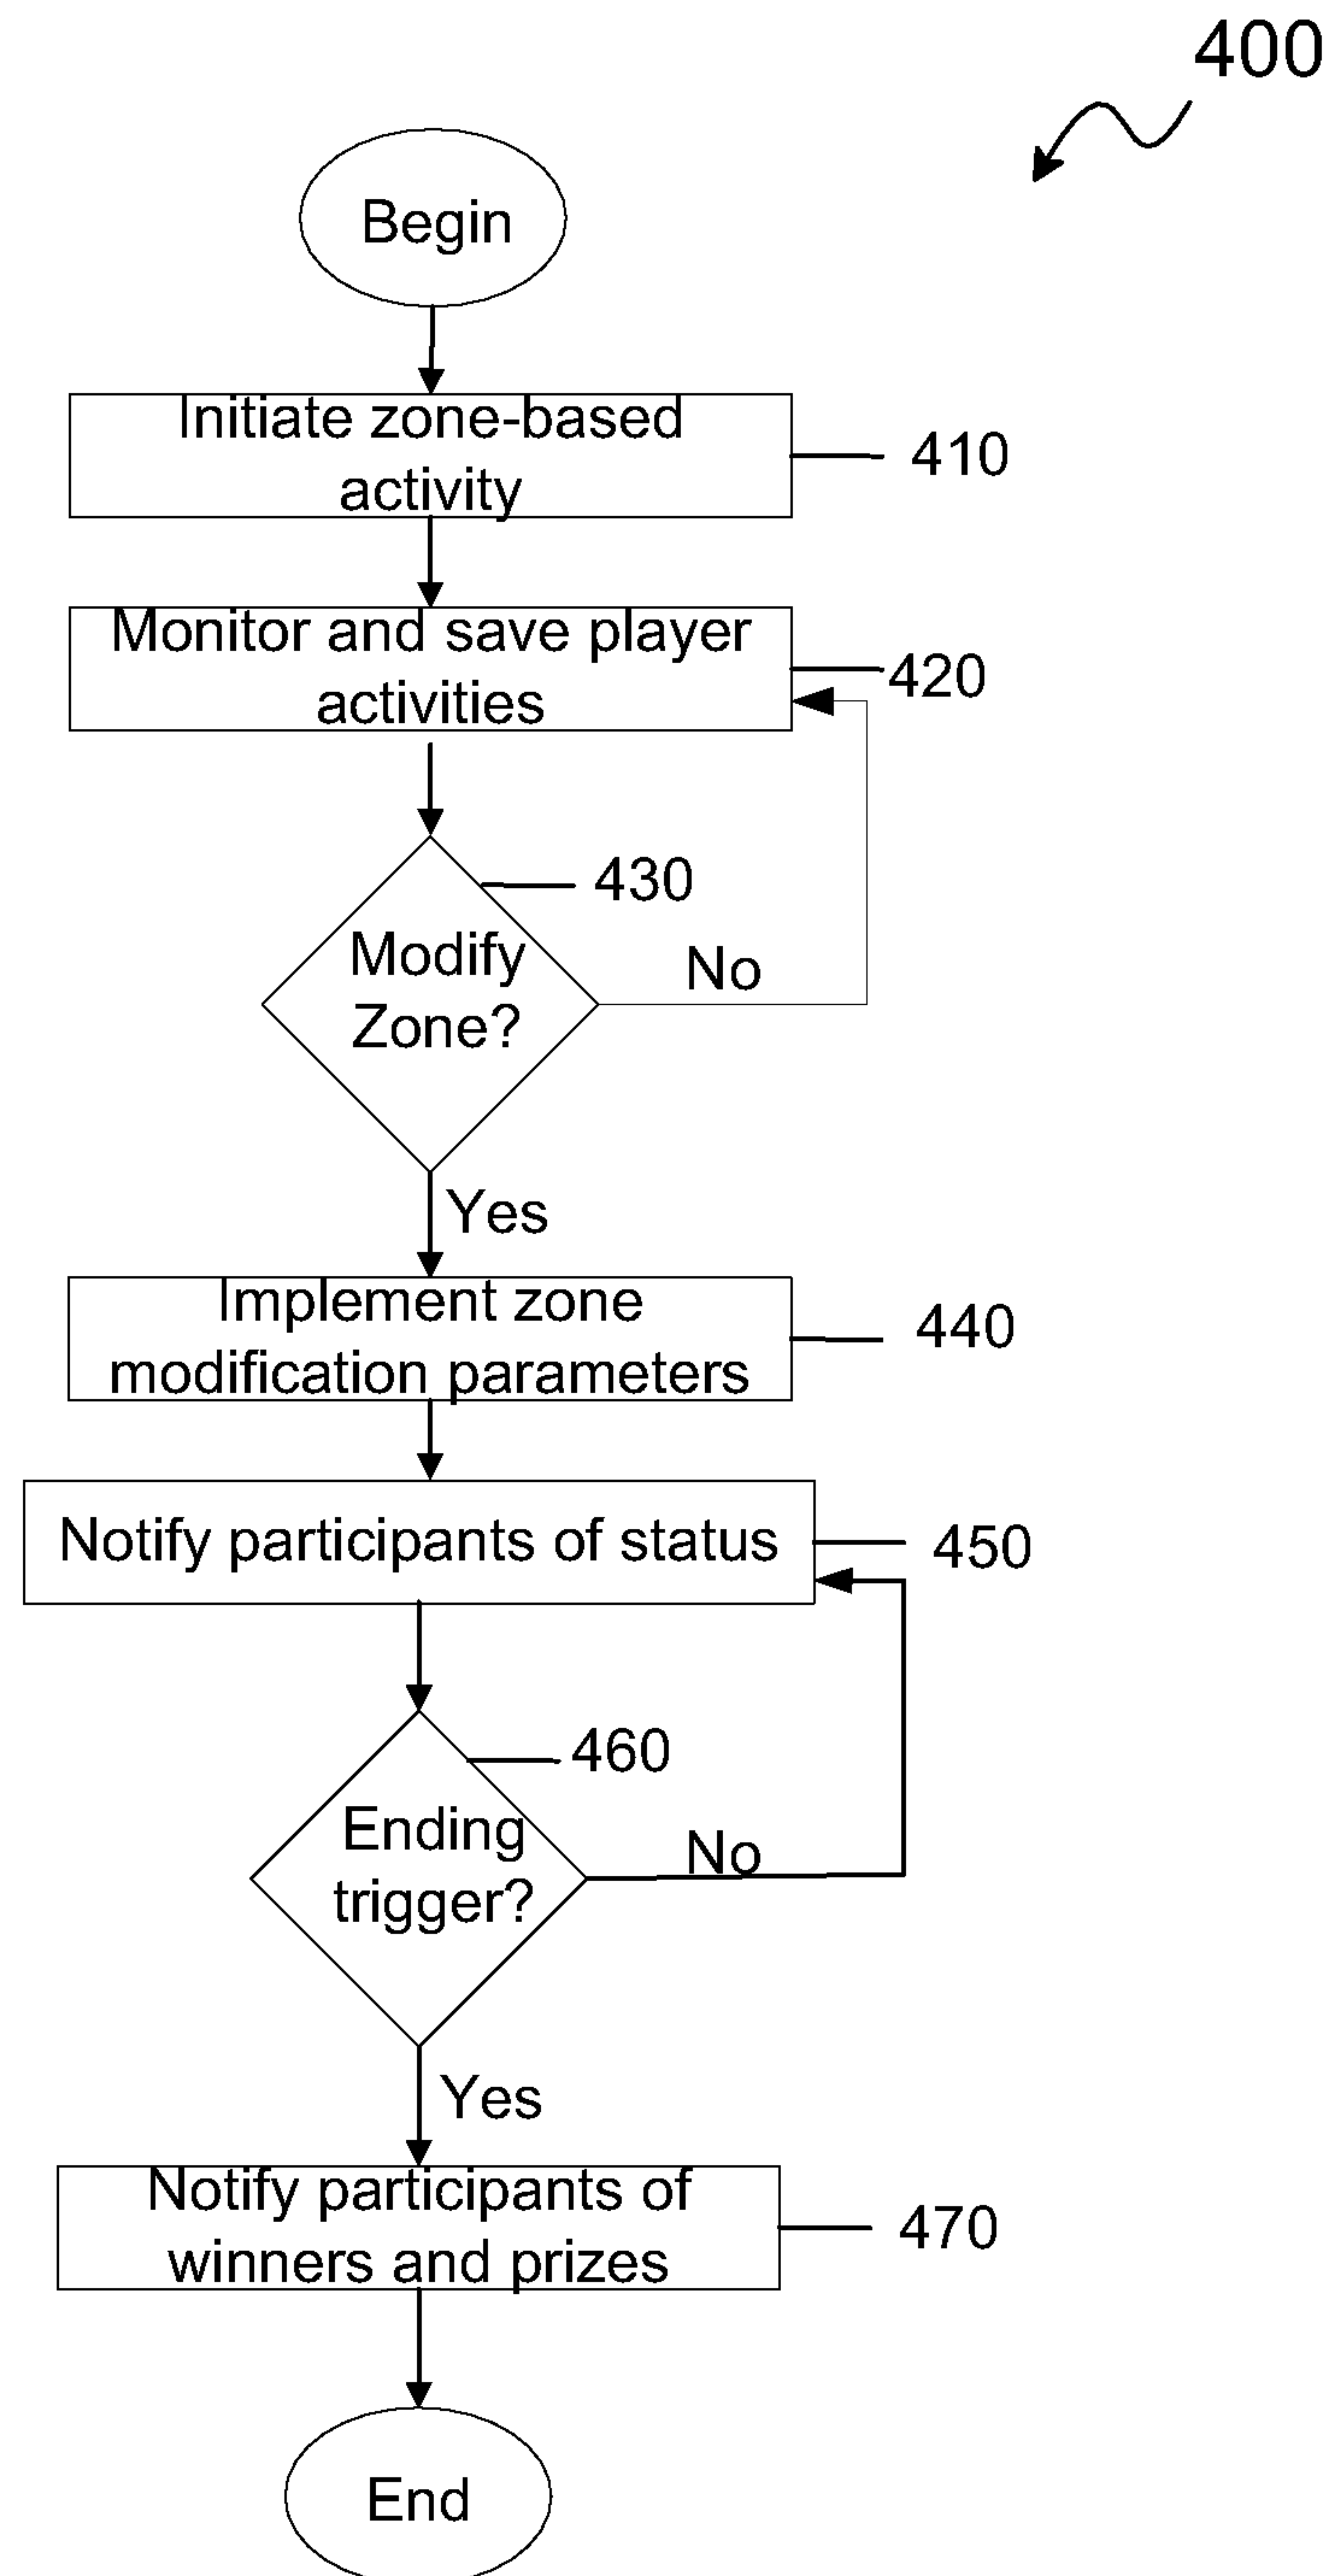 400
Begin
Initiate zone-based
activity
410
Monitor and save player
activities
420
430
Modify
Zone?
No
Yes
Implement zone
modification parameters
440
Notify participants of status
450
460
Ending
trigger?
No
Yes
Notify participants of
winners and prizes
470
End